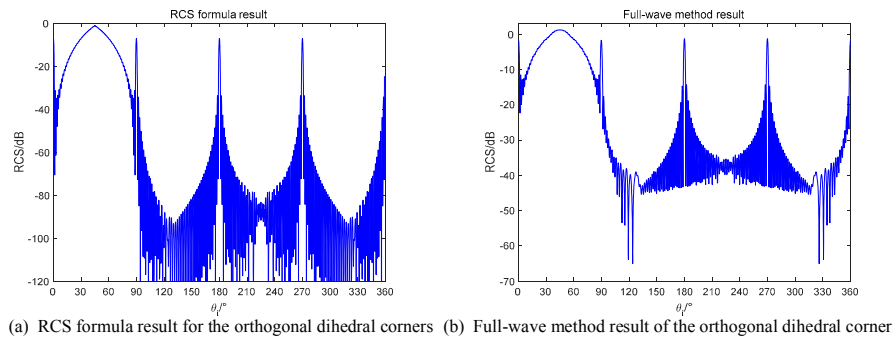 RCS formula result
RCS/dB
0
-20
-40
-60
-80
-100
-120
0 30 60 90 120 150 180 210 240 270 300 330 360
θi/°
(a) RCS formula result for the orthogonal dihedral corners
Full-wave method result
RCS/dB
0
-10
-20
-30
-40
-50
-60
-70
0 30 60 90 120 150 180 210 240 270 300 330 360
θi/°
(b) Full-wave method result of the orthogonal dihedral corner